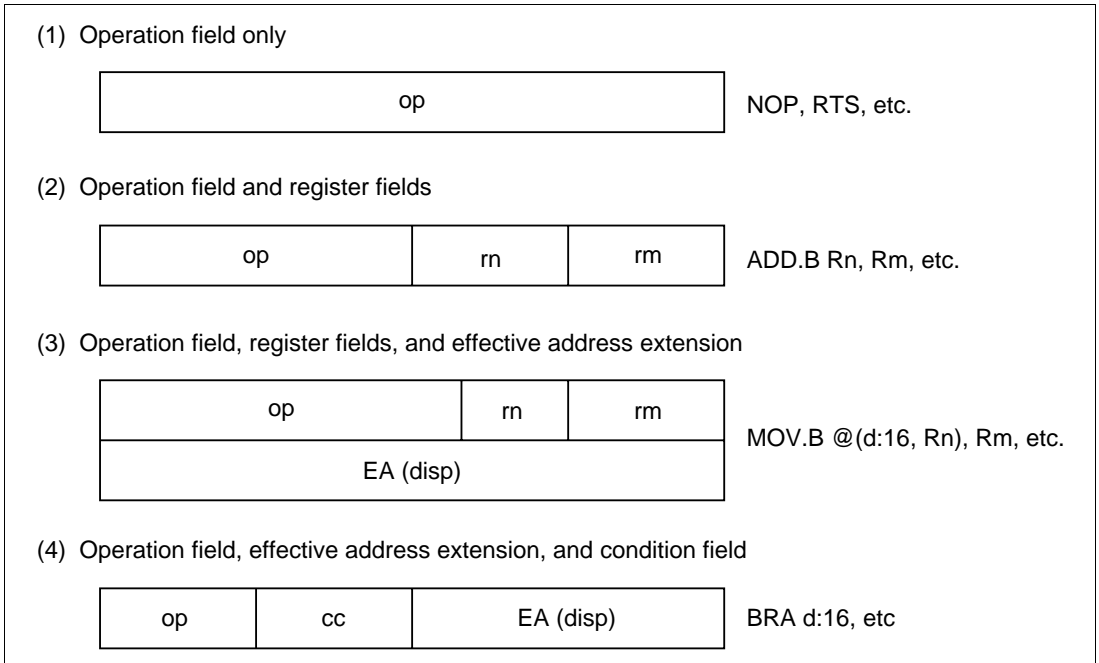 (1) Operation field only
op
NOP, RTS, etc.
(2) Operation field and register fields
op rn rm
ADD.B Rn, Rm, etc.
(3) Operation field, register fields, and effective address extension
op rn rm
EA (disp)
MOV.B @(d:16, Rn), Rm, etc.
(4) Operation field, effective address extension, and condition field
op cc EA (disp)
BRA d:16, etc